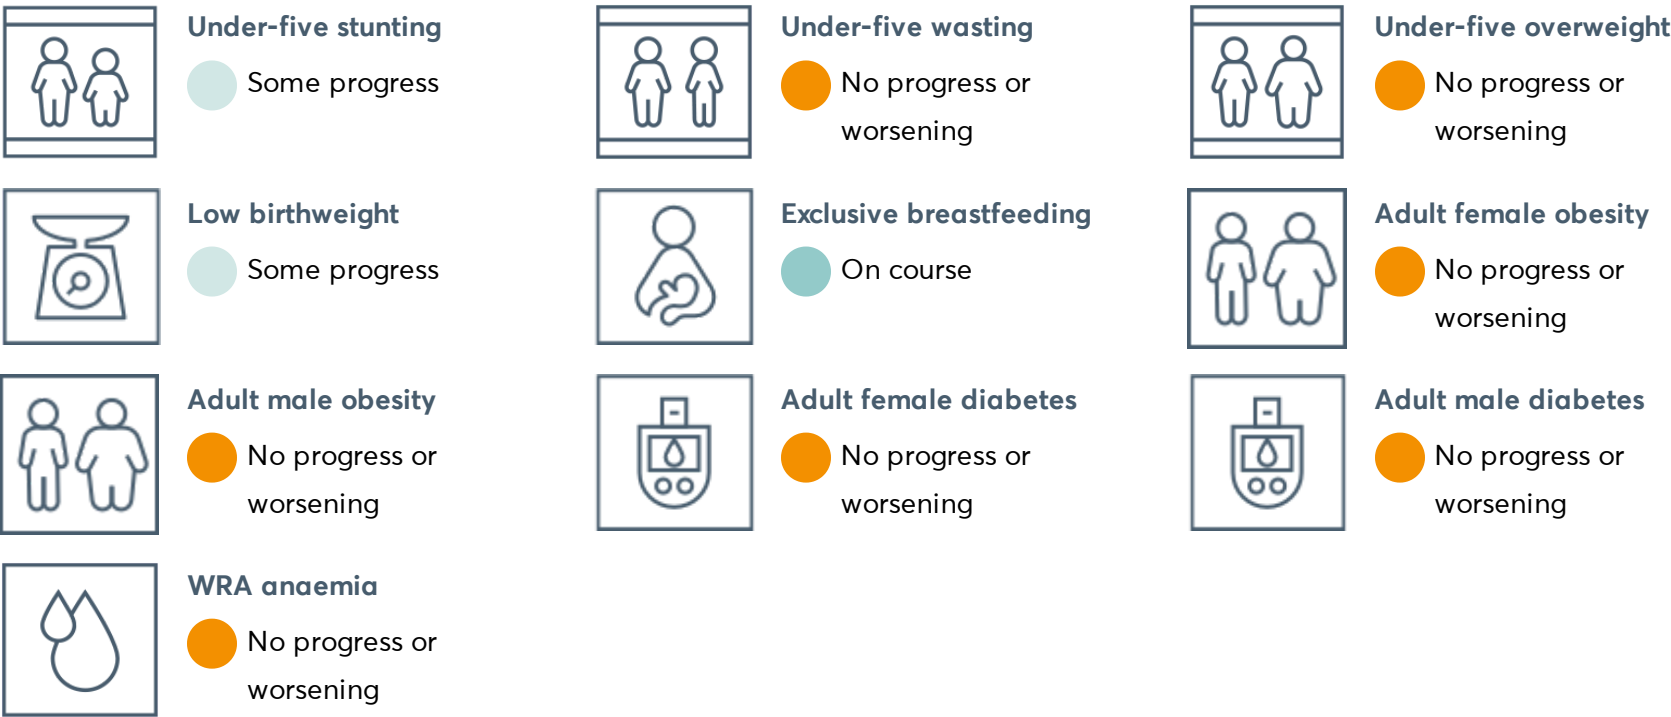 Under-five stunting
Some progress
Under-five wasting
No progress or
worsening
Under-five overweight
No progress or
worsening
Low birthweight
Some progress
Exclusive breastfeeding
On course
Adult female obesity
No progress or
worsening
Adult male obesity
No progress or
worsening
Adult female diabetes
No progress or
worsening
Adult male diabetes
No progress or
worsening
WRA anaemia
No progress or
worsening